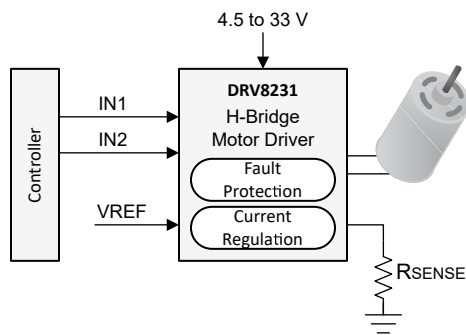 4.5 to 33 V
DRV8231
H-Bridge
Motor Driver
Controller
IN1
IN2
Fault
Protection
VREF
Current
Regulation
RSENSE